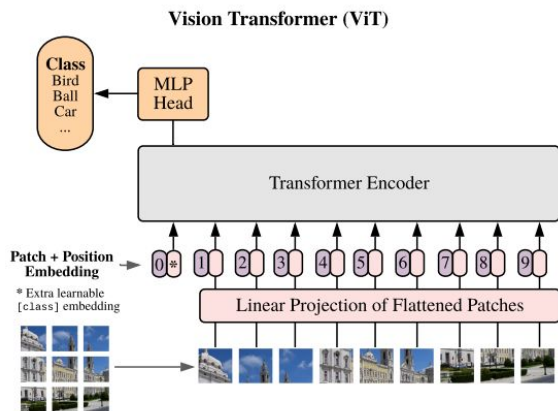 Vision Transformer (ViT)
Class
Bird
Ball
Car
...
MLP
Head
Transformer Encoder
Patch + Position
Embedding
0 * 1 2 3 4 5 6 7 8 9
* Extra learnable
[class] embedding
Linear Projection of Flattened Patches